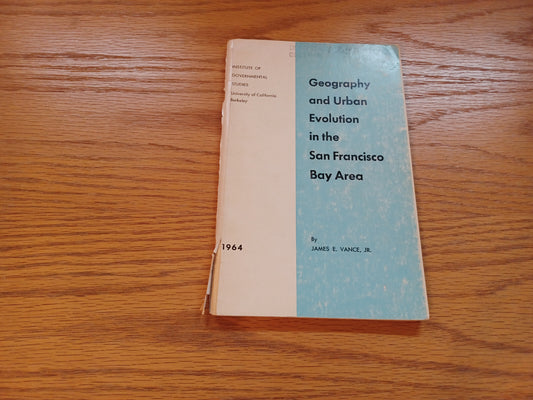 INSTITUTE OF
GOVERNMENTAL
STUDIES
University of California
Berkeley
Geography
and Urban
Evolution
in the
San Francisco
Bay Area
By
JAMES E. VANCE, JR.
1964